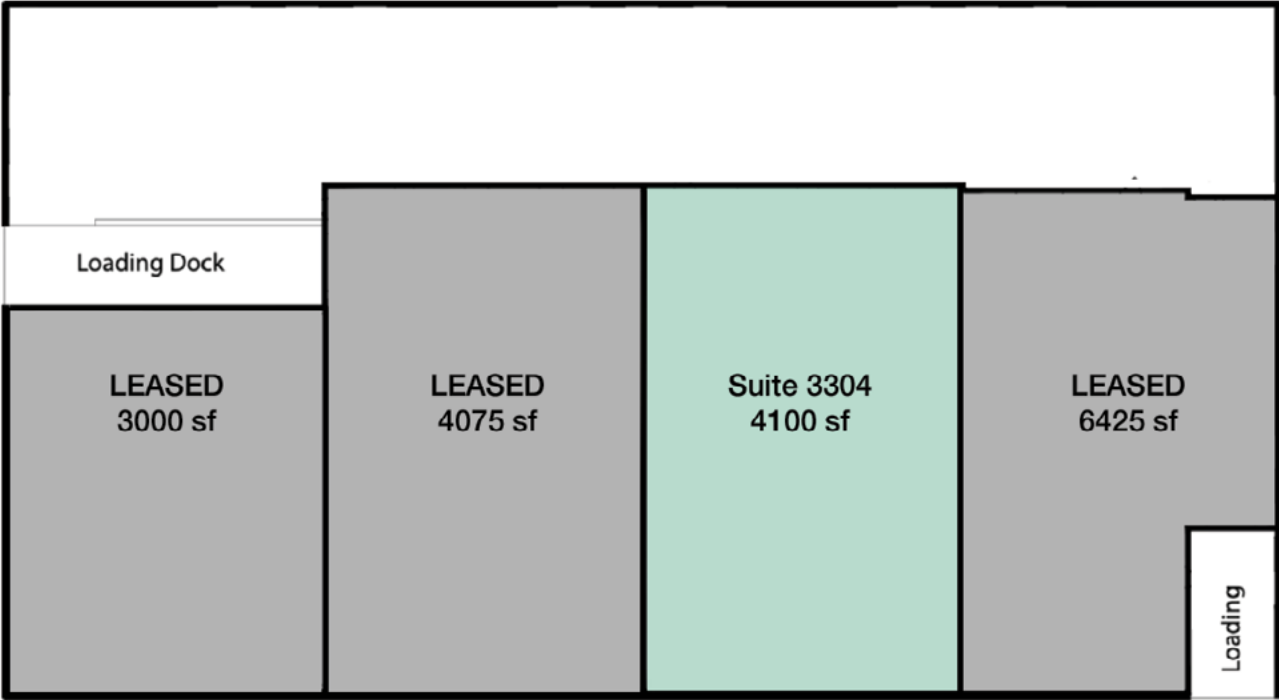 Loading Dock
LEASED
3000 sf
LEASED
4075 sf
Suite 3304
4100 sf
LEASED
6425 sf
Loading